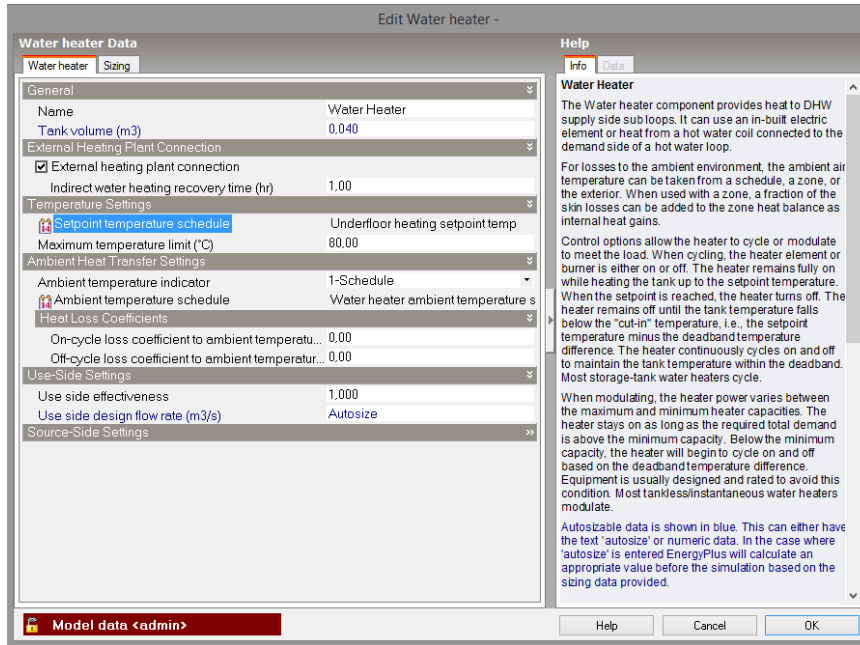 Edit Water heater -
Water heater Data
Water heater Sizing
General
Name Water Heater
Tank volume (m3) 0,040
External Heating Plant Connection
External heating plant connection
Indirect water heating recovery time (hr) 1,00
Temperature Settings
14 Setpoint temperature schedule Underfloor heating setpoint temp
Maximum temperature limit (°C) 80,00
Ambient Heat Transfer Settings
Ambient temperature indicator 1-Schedule
14 Ambient temperature schedule Water heater ambient temperature s
Heat Loss Coefficients
On-cycle loss coefficient to ambient temperatu... 0,00
Off-cycle loss coefficient to ambient temperatur... 0,00
Use-Side Settings
Use side effectiveness 1,000
Use side design flow rate (m3/s) Autosize
Source-Side Settings
Model data <admin>
Help
Info Data
Water Heater
The Water heater component provides heat to DHW
supply side sub loops. It can use an in-built electric
element or heat from a hot water coil connected to the
demand side of a hot water loop.
For losses to the ambient environment, the ambient air
temperature can be taken from a schedule, a zone, or
the exterior. When used with a zone, a fraction of the
skin losses can be added to the zone heat balance as
internal heat gains.
Control options allow the heater to cycle or modulate
to meet the load. When cycling, the heater element or
burner is either on or off. The heater remains fully on
while heating the tank up to the setpoint temperature.
When the setpoint is reached, the heater turns off. The
heater remains off until the tank temperature falls
below the "cut-in" temperature, i.e., the setpoint
temperature minus the deadband temperature
difference. The heater continuously cycles on and off
to maintain the tank temperature within the deadband.
Most storage-tank water heaters cycle.
When modulating, the heater power varies between
the maximum and minimum heater capacities. The
heater stays on as long as the required total demand
is above the minimum capacity. Below the minimum
capacity, the heater will begin to cycle on and off
based on the deadband temperature difference.
Equipment is usually designed and rated to avoid this
condition. Most tankless/instantaneous water heaters
modulate.
Autosizable data is shown in blue. This can either have
the text 'autosize' or numeric data. In the case where
'autosize' is entered EnergyPlus will calculate an
appropriate value before the simulation based on the
sizing data provided.
Help Cancel OK